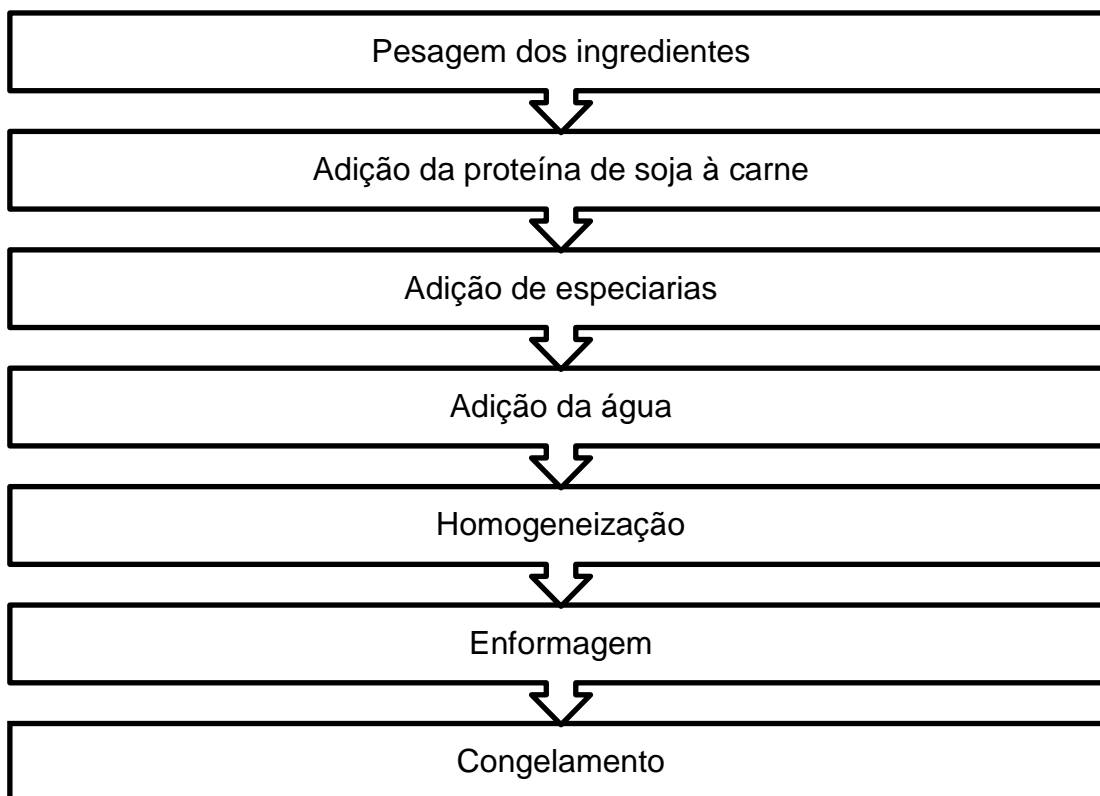 Pesagem dos ingredientes
Adição da proteína de soja à carne
Adição de especiarias
Adição da água
Homogeneização
Enformagem
Congelamento